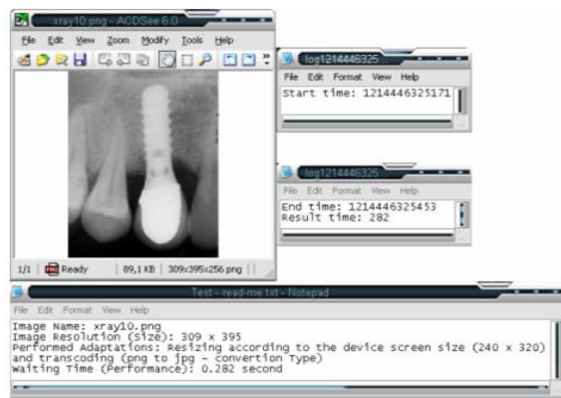 xray10.png - ACDSee 6.0
File Edit View Zoom Modify Tools Help
1/1 Ready 89,1 KB 309x395x256 png
log1214446325
File Edit Format View Help
Start time: 1214446325171
log1214446325
File Edit Format View Help
End time: 1214446325453
Result time: 282
Test - read-me.txt - Notepad
File Edit Format View Help
Image Name: xray10.png
Image Resolution (Size): 309 x 395
Performed Adaptations: Resizing according to the device screen size (240 x 320)
and transcoding (png to jpg - convertion Type)
Waiting Time (Performance): 0.282 second